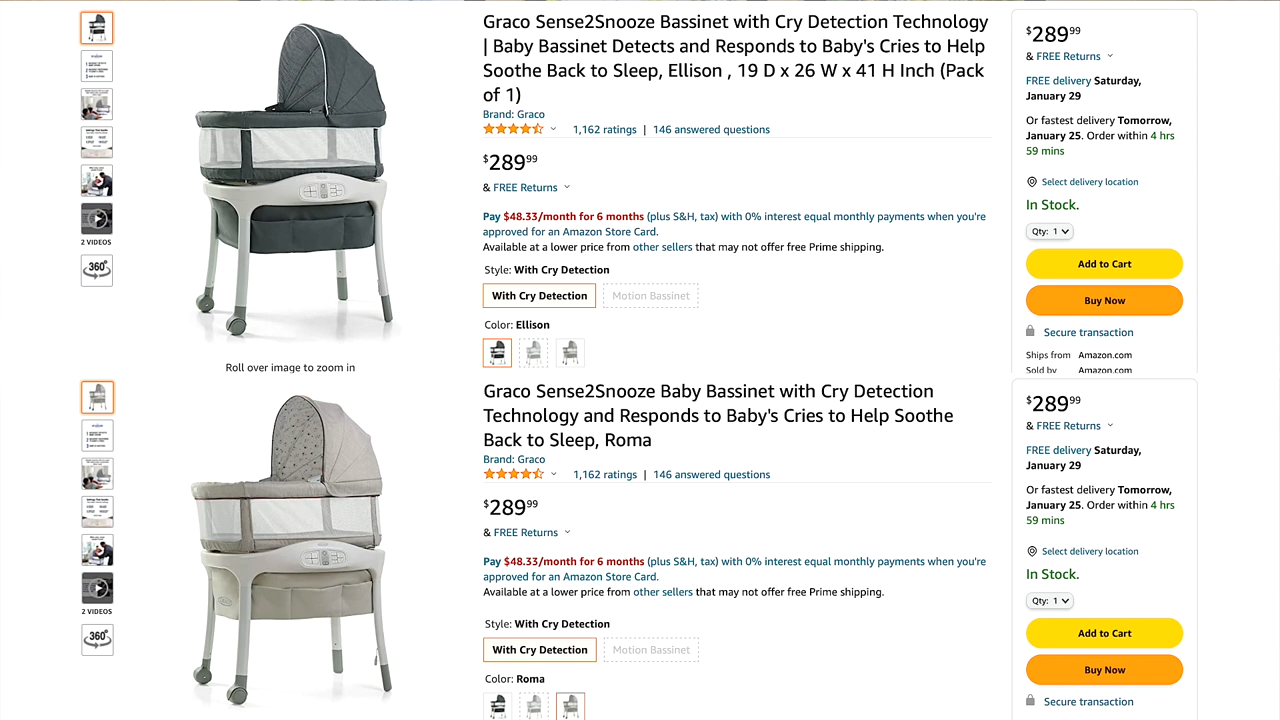 Graco Sense2Snooze Bassinet with Cry Detection Technology
| Baby Bassinet Detects and Responds to Baby's Cries to Help
Soothe Back to Sleep, Ellison , 19 D x 26 W x 41 H Inch (Pack
of 1)
Brand: Graco
1,162 ratings | 146 answered questions
$289.99
& FREE Returns
Pay $48.33/month for 6 months (plus S&H, tax) with 0% interest equal monthly payments when you're
approved for an Amazon Store Card.
Available at a lower price from other sellers that may not offer free Prime shipping.
Style: With Cry Detection
With Cry Detection Motion Bassinet
Color: Ellison
2 VIDEOS
360°
Roll over image to zoom in
$289.99
& FREE Returns
FREE delivery Saturday,
January 29
Or fastest delivery Tomorrow,
January 25. Order within 4 hrs
59 mins
Select delivery location
In Stock.
Qty: 1
Add to Cart
Buy Now
Secure transaction
Ships from Amazon.com
Sold by Amazon.com
Graco Sense2Snooze Baby Bassinet with Cry Detection
Technology and Responds to Baby's Cries to Help Soothe
Back to Sleep, Roma
Brand: Graco
1,162 ratings | 146 answered questions
$289.99
& FREE Returns
Pay $48.33/month for 6 months (plus S&H, tax) with 0% interest equal monthly payments when you're
approved for an Amazon Store Card.
Available at a lower price from other sellers that may not offer free Prime shipping.
Style: With Cry Detection
With Cry Detection Motion Bassinet
Color: Roma
2 VIDEOS
360°
$289.99
& FREE Returns
FREE delivery Saturday,
January 29
Or fastest delivery Tomorrow,
January 25. Order within 4 hrs
59 mins
Select delivery location
In Stock.
Qty: 1
Add to Cart
Buy Now
Secure transaction